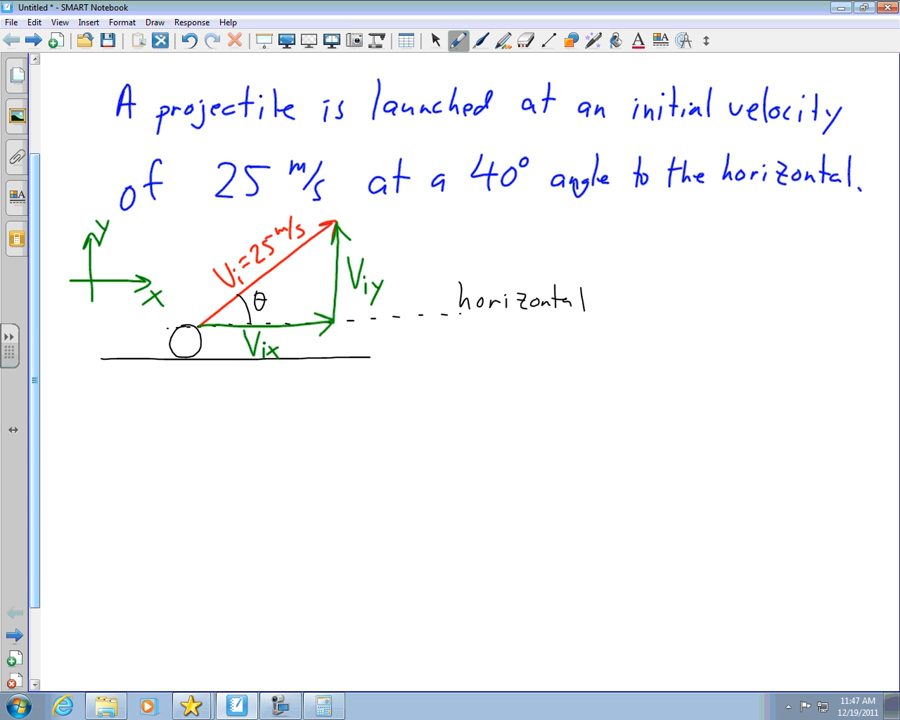 Untitled * - SMART Notebook
File Edit View Insert Format Draw Response Help
A projectile is launched at an initial velocity
of 25 m/s at a 40° angle to the horizontal.
y
x
Vi=25 m/s
θ
Viy
Vix
horizontal
11:47 AM
12/19/2011